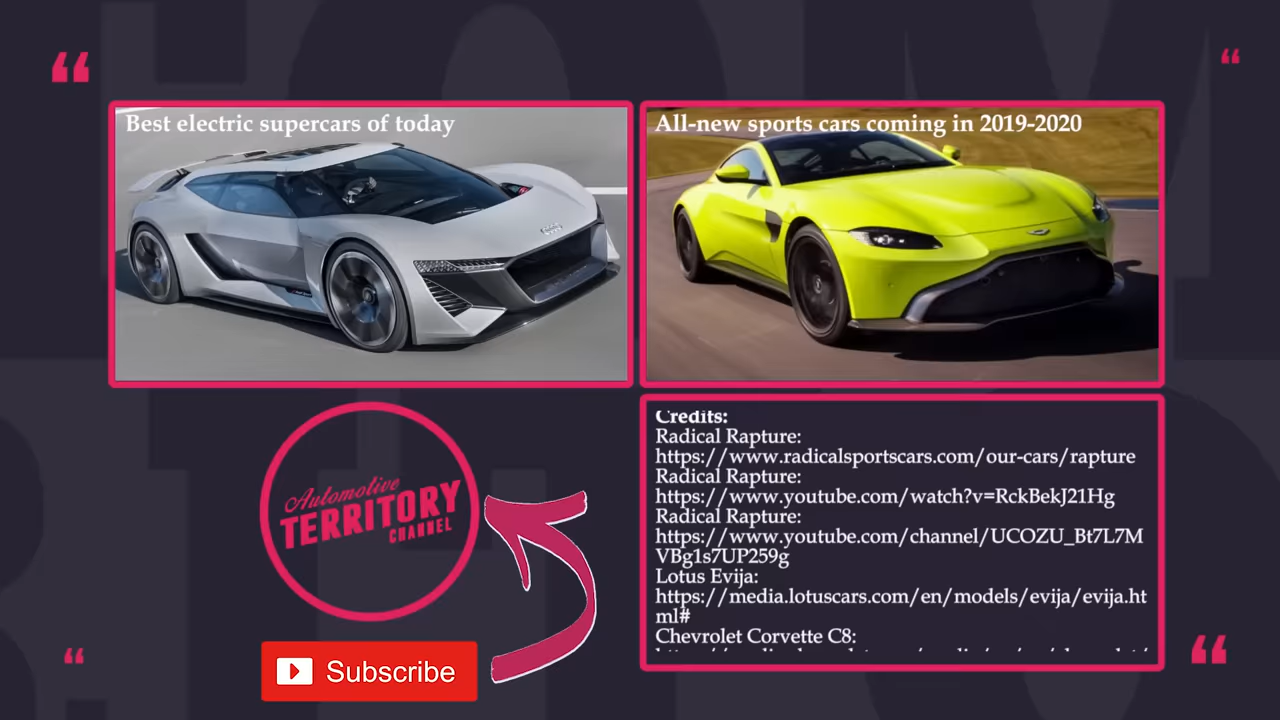 Best electric supercars of today
All-new sports cars coming in 2019-2020
Credits:
Radical Rapture:
https://www.radicalsportscars.com/our-cars/rapture
Radical Rapture:
https://www.youtube.com/watch?v=RckBekJ21Hg
Radical Rapture:
https://www.youtube.com/channel/UCOZU_Bt7L7M
VBg1s7UP259g
Lotus Evija:
https://media.lotuscars.com/en/models/evija/evija.ht
ml#
Chevrolet Corvette C8:
Automotive
TERRITORY
CHANNEL
Subscribe